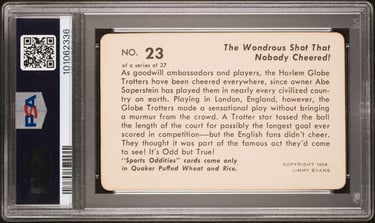 NO. 23
of a series of 27
The Wondrous Shot That
Nobody Cheered!
As goodwill ambassadors and players, the Harlem Globe
Trotters have been cheered everywhere, since owner Abe
Saperstein has played them in nearly every civilized coun-
try on earth. Playing in London, England, however, the
Globe Trotters made a sensational play without bringing
a murmur from the crowd. A Trotter star tossed the ball
the length of the court for possibly the longest goal ever
scored in competition—but the English fans didn't cheer.
They thought it was part of the famous act they'd come to
see! It's Odd but True!
"Sports Oddities" cards come only
in Quaker Puffed Wheat and Rice.
COPYRIGHT 1954,
JIMMY EVANS
PSA
101062336